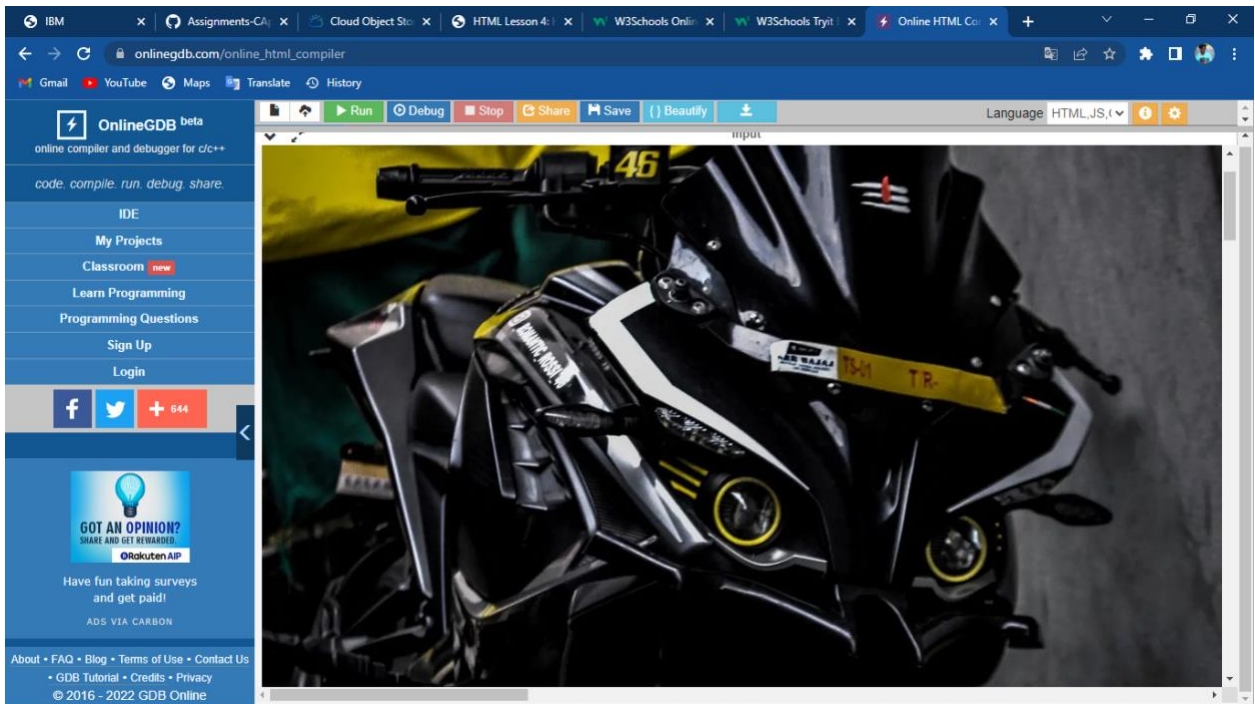 IBM
Assignments-CA
Cloud Object Sto
HTML Lesson 4:
W3Schools Onlin
W3Schools Tryit
Online HTML Co
onlinegdb.com/online_html_compiler
Gmail YouTube Maps Translate History
OnlineGDB beta
online compiler and debugger for c/c++
code. compile. run. debug. share.
IDE
My Projects
Classroom new
Learn Programming
Programming Questions
Sign Up
Login
f + 644
GOT AN OPINION?
SHARE AND GET REWARDED.
Rakuten AIP
Have fun taking surveys
and get paid!
ADS VIA CARBON
About • FAQ • Blog • Terms of Use • Contact Us
• GDB Tutorial • Credits • Privacy
© 2016 - 2022 GDB Online
Run Debug Stop Share Save { } Beautify
Language HTML,JS,(
input
46
TS-01 T R-